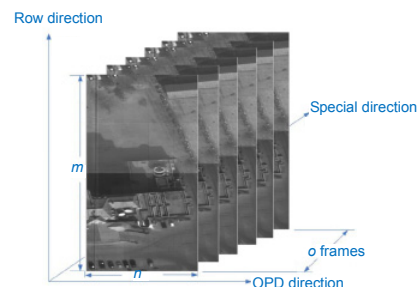 Row direction
Special direction
m
o frames
n
OPD direction